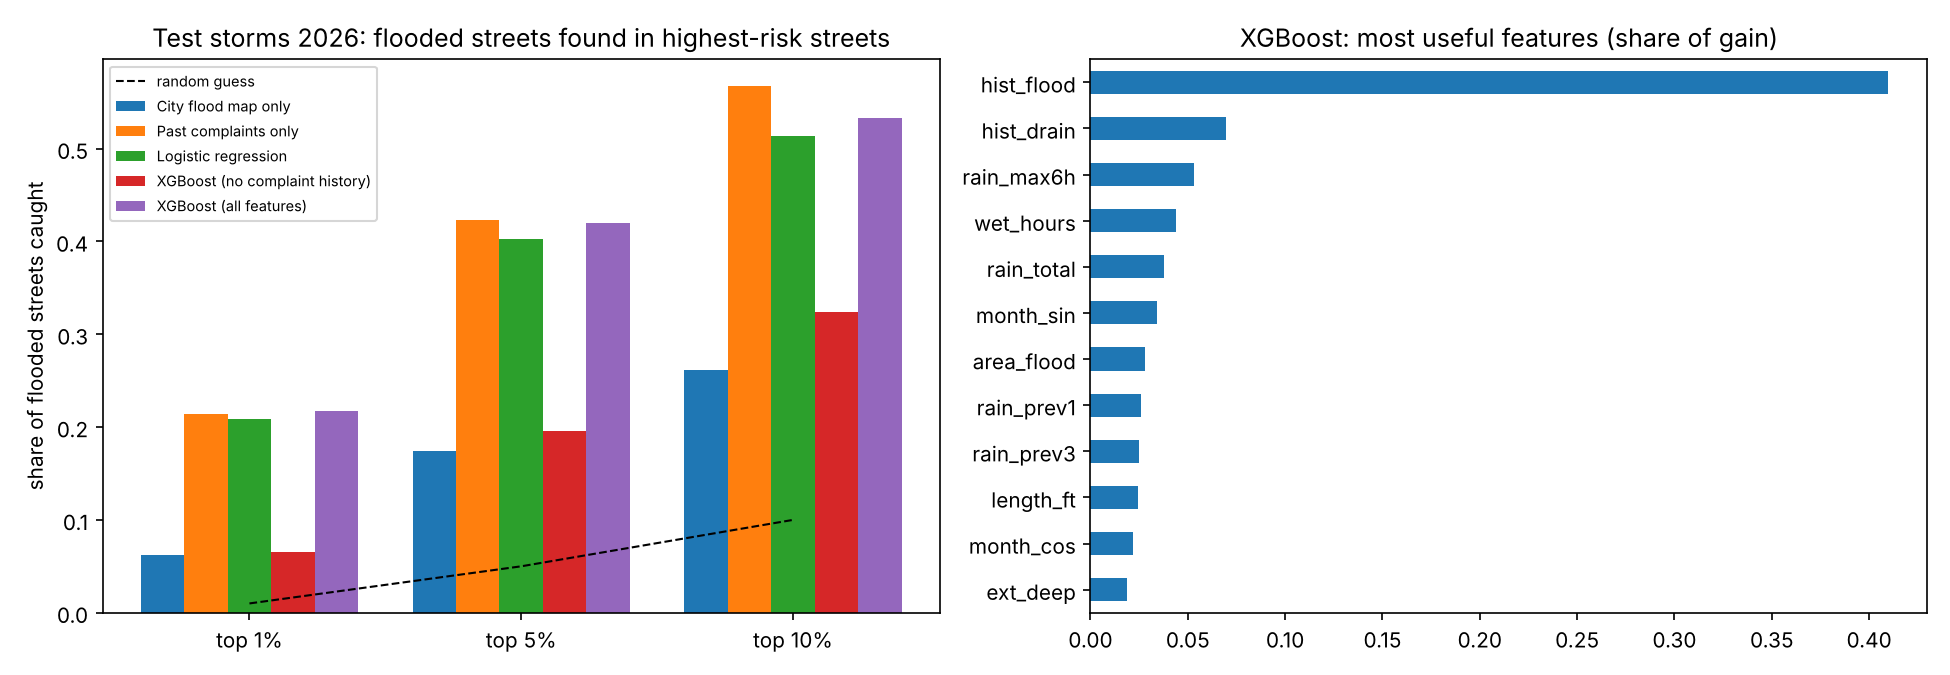 Test storms 2026: flooded streets found in highest-risk streets
random guess
City flood map only
Past complaints only
Logistic regression
XGBoost (no complaint history)
XGBoost (all features)
share of flooded streets caught
0.5
0.4
0.3
0.2
0.1
0.0
top 1%
top 5%
top 10%
XGBoost: most useful features (share of gain)
hist_flood
hist_drain
rain_max6h
wet_hours
rain_total
month_sin
area_flood
rain_prev1
rain_prev3
length_ft
month_cos
ext_deep
0.00
0.05
0.10
0.15
0.20
0.25
0.30
0.35
0.40